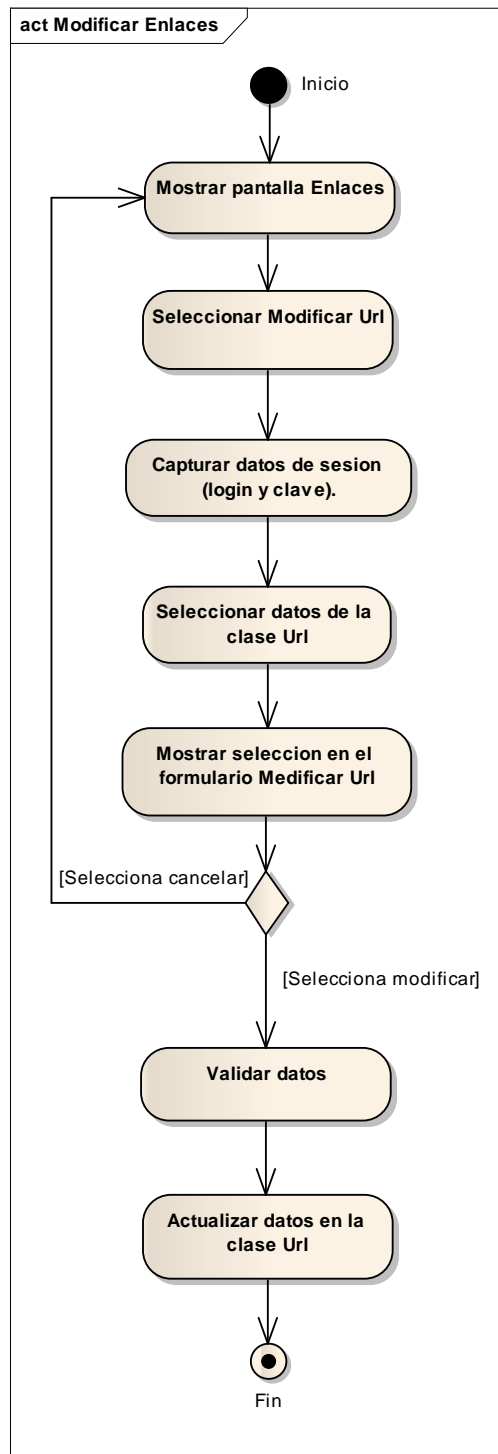 act Modificar Enlaces
Inicio
Mostrar pantalla Enlaces
Seleccionar Modificar Url
Capturar datos de sesion
(login y clave).
Seleccionar datos de la
clase Url
Mostrar seleccion en el
formulario Medificar Url
[Selecciona cancelar]
[Selecciona modificar]
Validar datos
Actualizar datos en la
clase Url
Fin